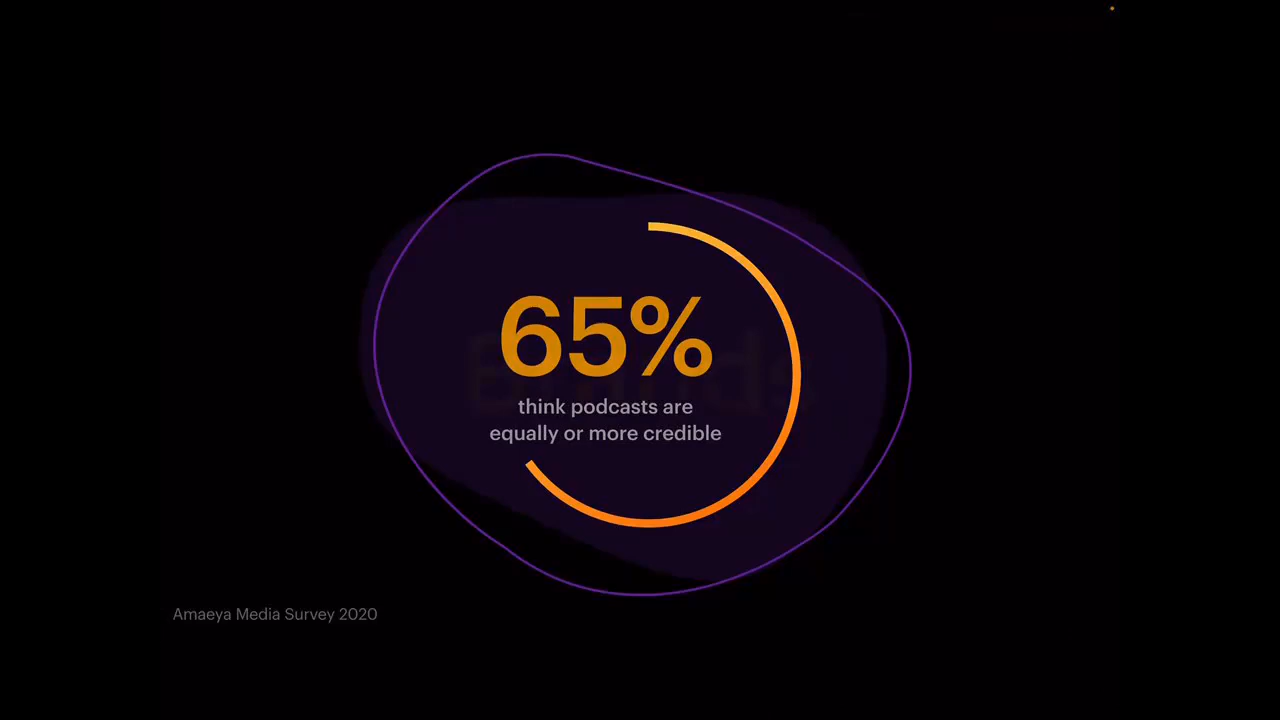 65%
think podcasts are
equally or more credible
Amaeya Media Survey 2020